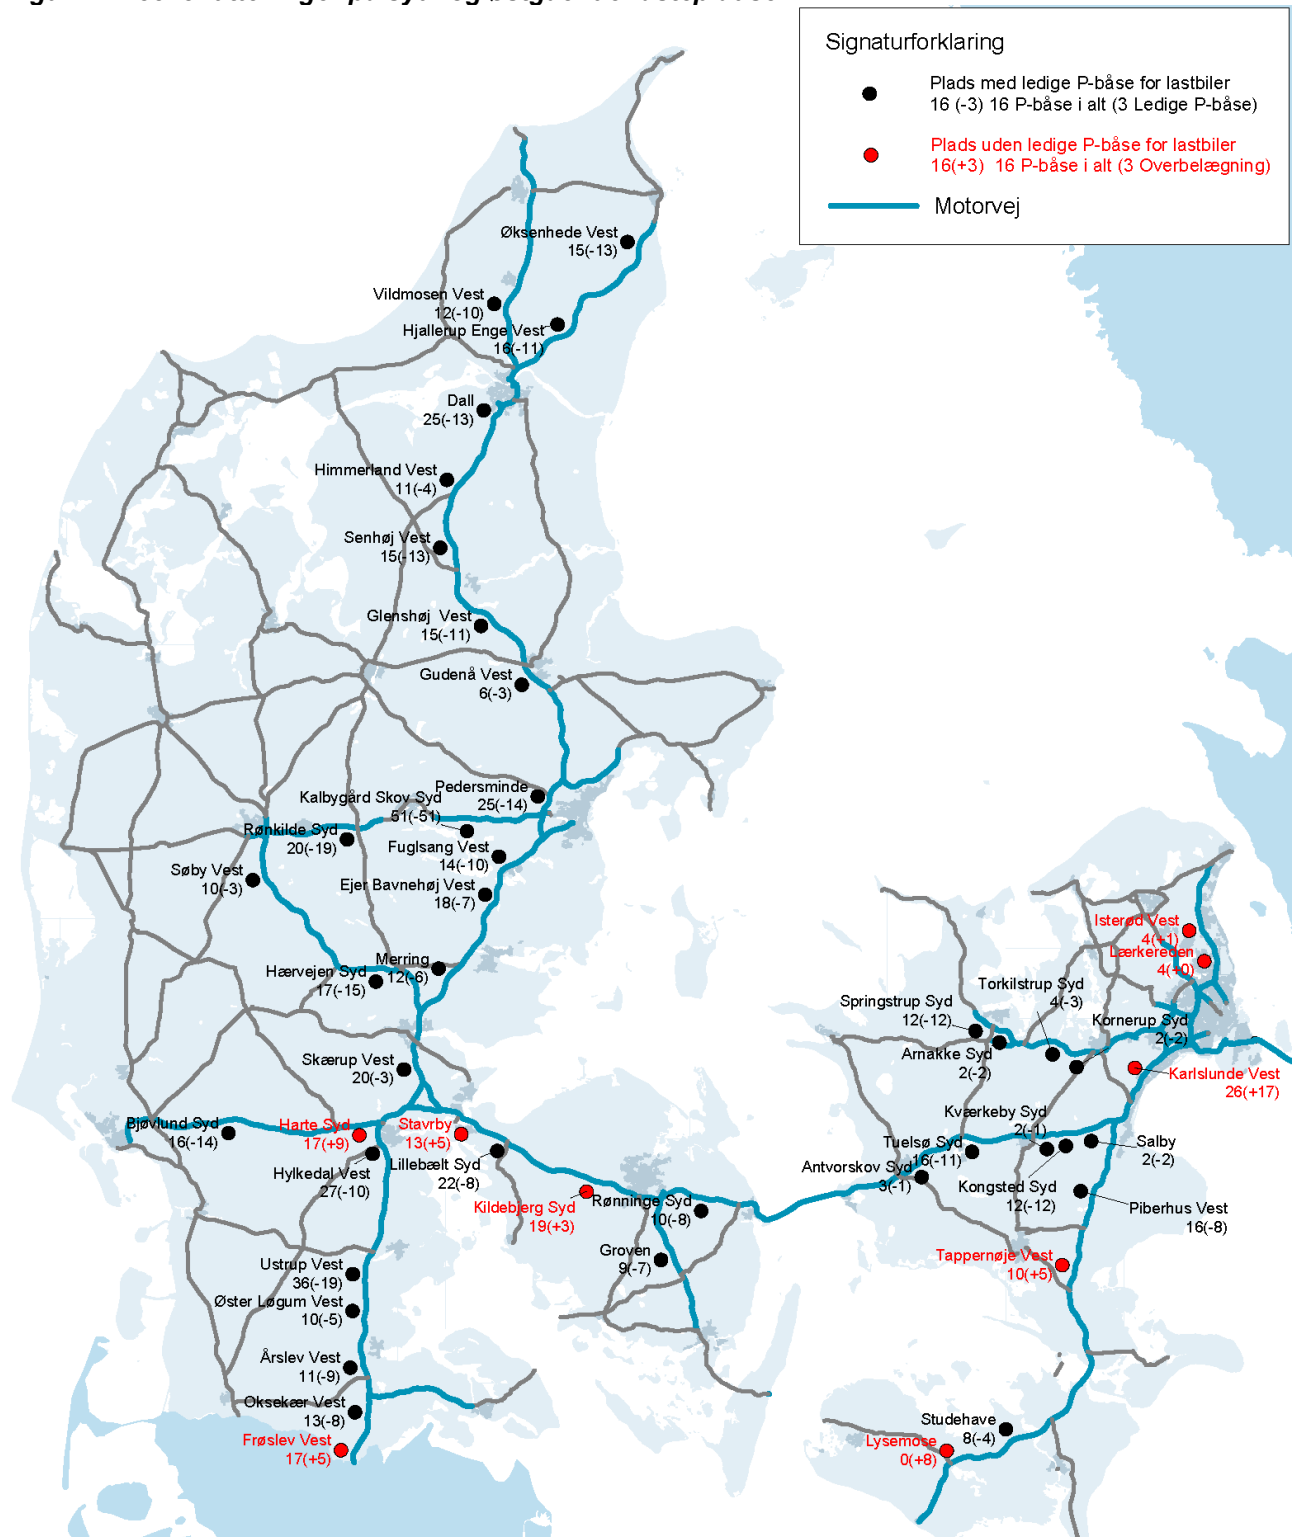 Signaturforklaring
Plads med ledige P-båse for lastbiler
16 (-3) 16 P-båse i alt (3 Ledige P-båse)
Plads uden ledige P-båse for lastbiler
16(+3) 16 P-båse i alt (3 Overbelægning)
Motorvej
Øksenhede Vest
15(-13)
Vildmosen Vest
12(-10)
Hjallerup Enge Vest
16(-11)
Dall
25(-13)
Himmerland Vest
11(-4)
Senhøj Vest
15(-13)
Glenshøj Vest
15(-11)
Gudenå Vest
6(-3)
Pedersminde
25(-14)
Kalbygård Skov Syd
51(-51)
Rønkilde Syd
20(-19)
Fuglsang Vest
14(-10)
Søby Vest
10(-3)
Ejer Bavnehøj Vest
18(-7)
Merring
12(-6)
Hærvejen Syd
17(-15)
Skærup Vest
20(-3)
Bjøvlund Syd
16(-14)
Harte Syd
17(+9)
Stavrby
13(+5)
Hylkedal Vest
27(-10)
Lillebælt Syd
22(-8)
Kildebjerg Syd
19(+3)
Rønninge Syd
10(-8)
Groven
9(-7)
Ustrup Vest
36(-19)
Øster Løgum Vest
10(-5)
Årslev Vest
11(-9)
Oksekær Vest
13(-8)
Frøslev Vest
17(+5)
Isterød Vest
4(+1)
Lærkereden
4(+0)
Torkilstrup Syd
4(-3)
Springstrup Syd
12(-12)
Kornerup Syd
2(-2)
Arnakke Syd
2(-2)
Karlslunde Vest
26(+17)
Kværkeby Syd
2(-1)
Tuelsø Syd
16(-11)
Salby
2(-2)
Antvorskov Syd
3(-1)
Kongsted Syd
12(-12)
Piberhus Vest
16(-8)
Tappernøje Vest
10(+5)
Studehave
8(-4)
Lysemose
0(+8)